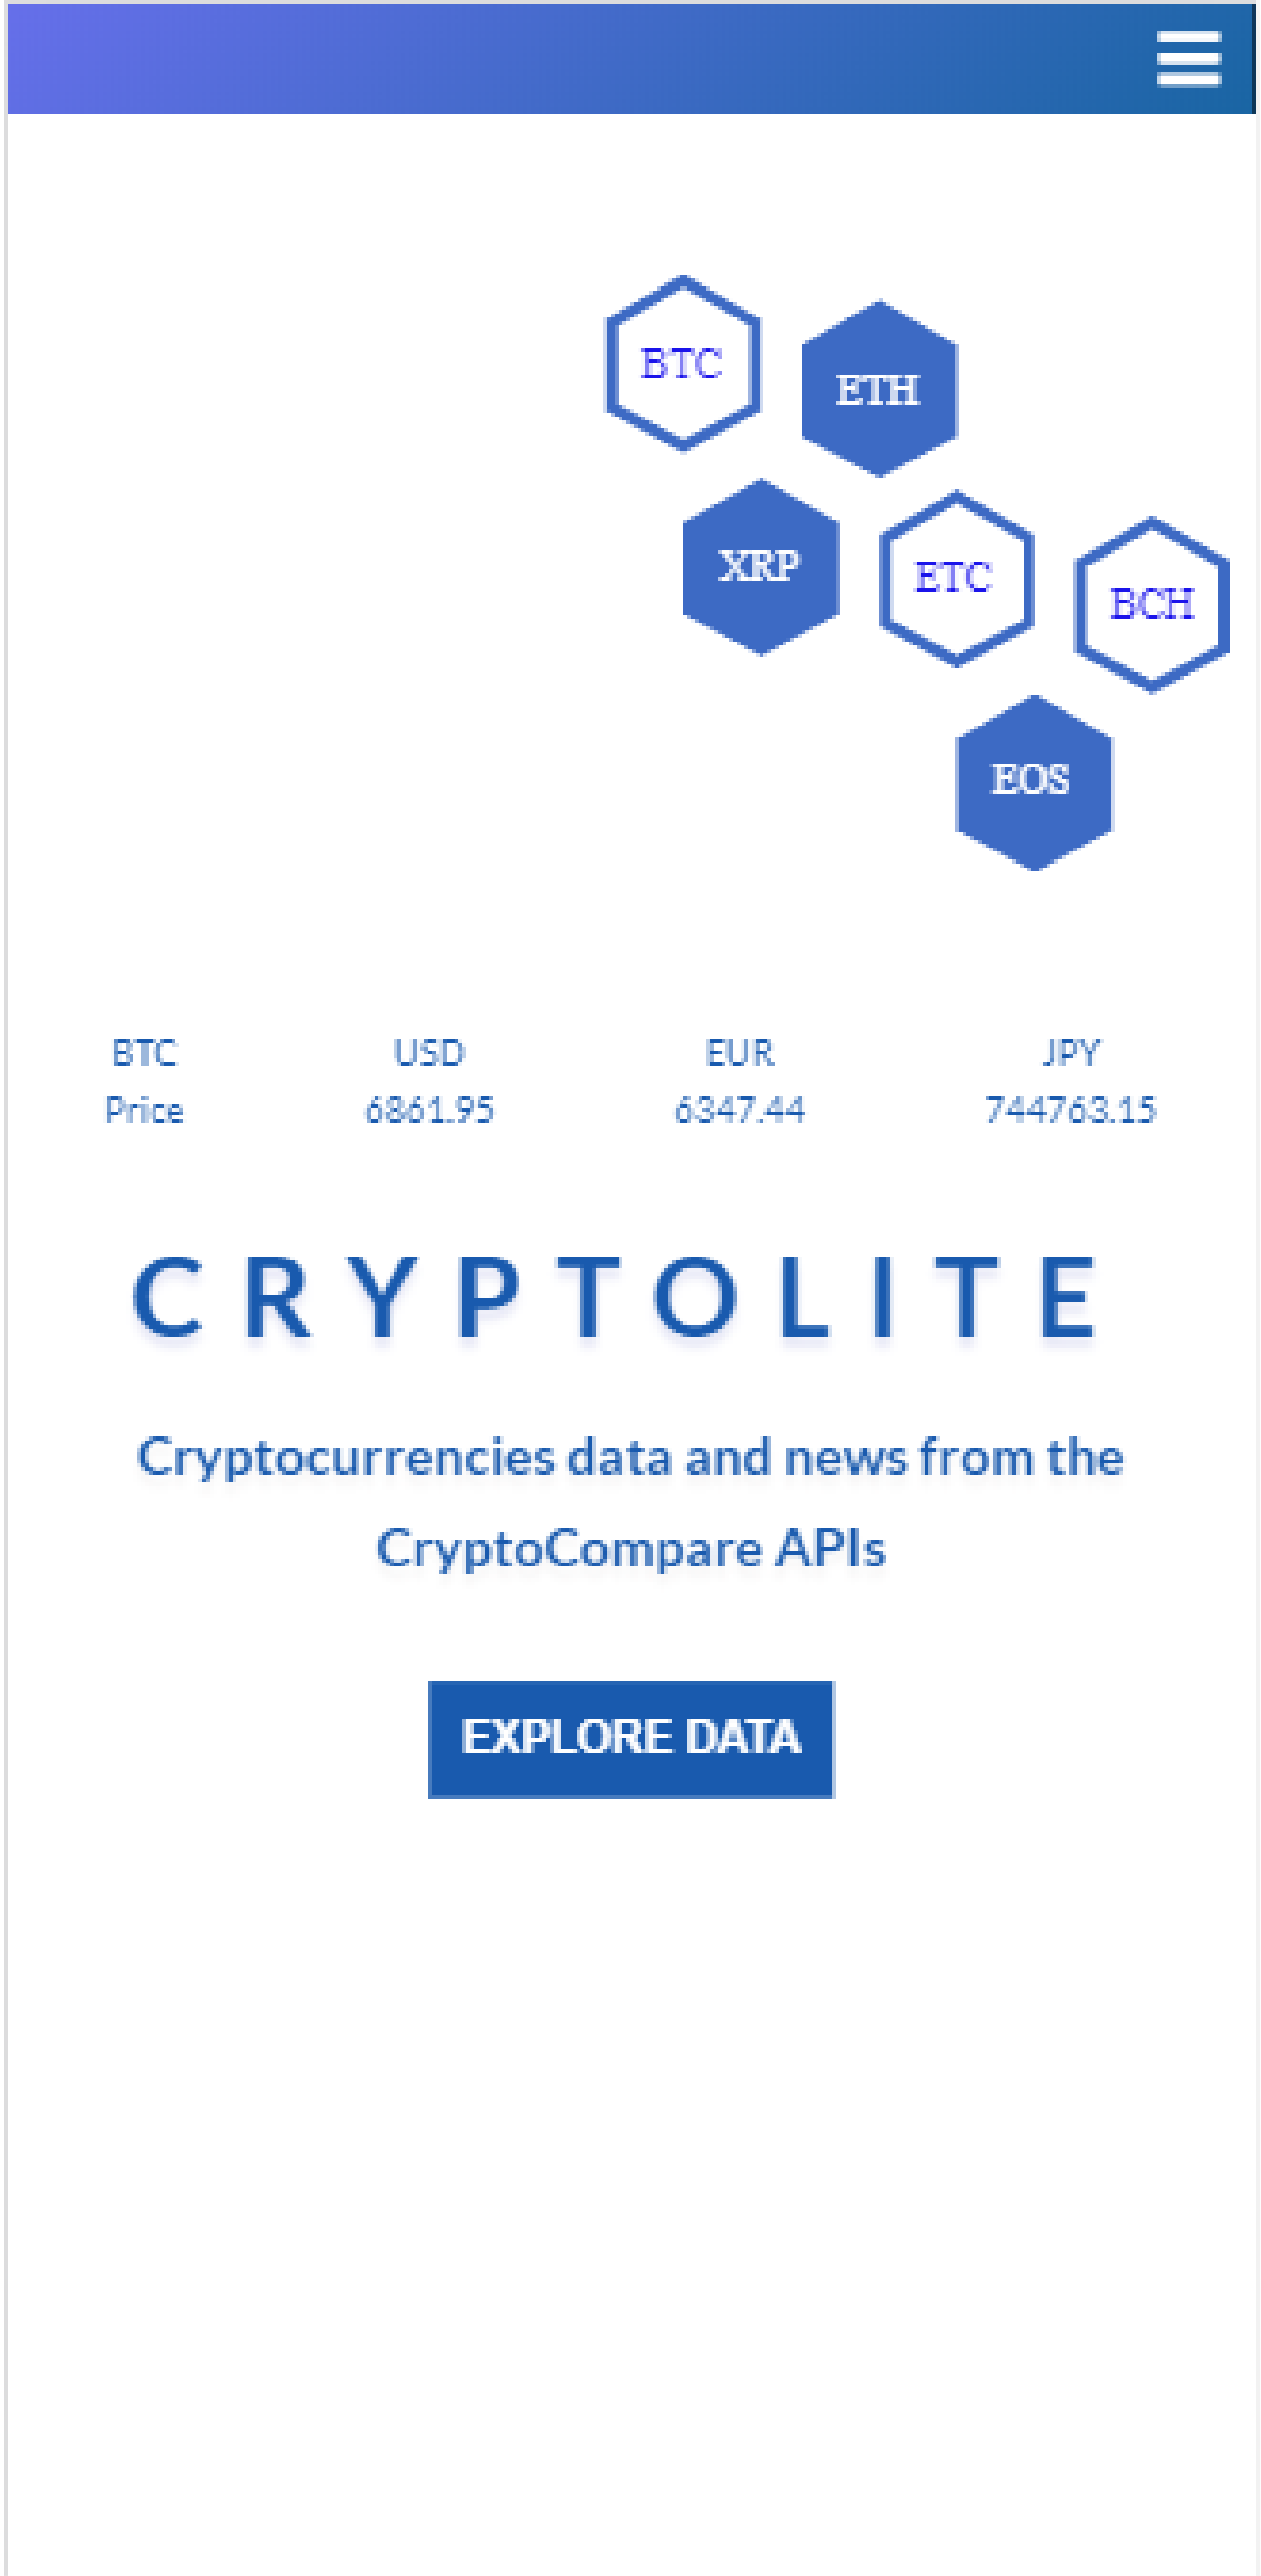 BTC
ETH
XRP
ETC
BCH
EOS
BTC USD EUR JPY
Price 6861.95 6347.44 744763.15
CRYPTOLITE
Cryptocurrencies data and news from the
CryptoCompare APIs
EXPLORE DATA